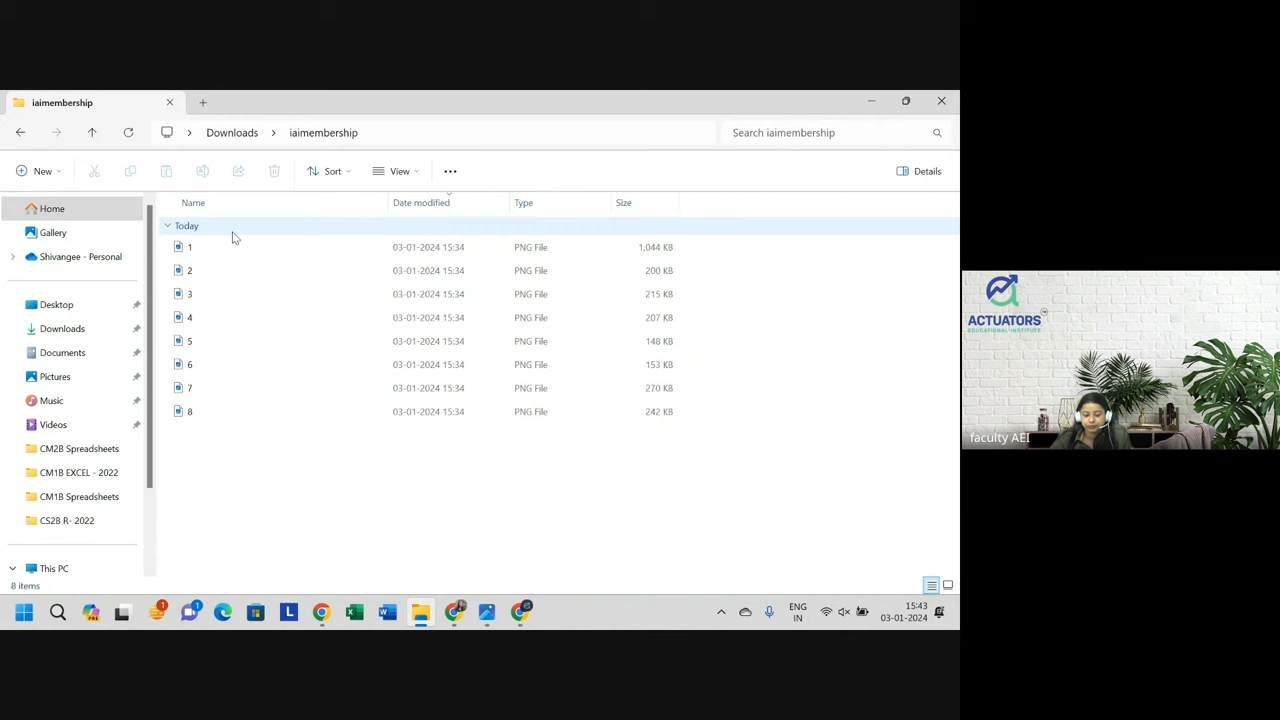 iaimembership
Downloads > iaimembership
Search iaimembership
New
Sort
View
Details
Name Date modified Type Size
Today
1 03-01-2024 15:34 PNG File 1,044 KB
2 03-01-2024 15:34 PNG File 200 KB
3 03-01-2024 15:34 PNG File 215 KB
4 03-01-2024 15:34 PNG File 207 KB
5 03-01-2024 15:34 PNG File 148 KB
6 03-01-2024 15:34 PNG File 153 KB
7 03-01-2024 15:34 PNG File 270 KB
8 03-01-2024 15:34 PNG File 242 KB
Home
Gallery
Shivangee - Personal
Desktop
Downloads
Documents
Pictures
Music
Videos
CM2B Spreadsheets
CM1B EXCEL - 2022
CM1B Spreadsheets
CS2B R- 2022
This PC
8 items
PRE
1
1
L
ENG
IN
15:43
03-01-2024
ACTUATORS
EDUCATIONAL INSTITUTE
faculty AEI